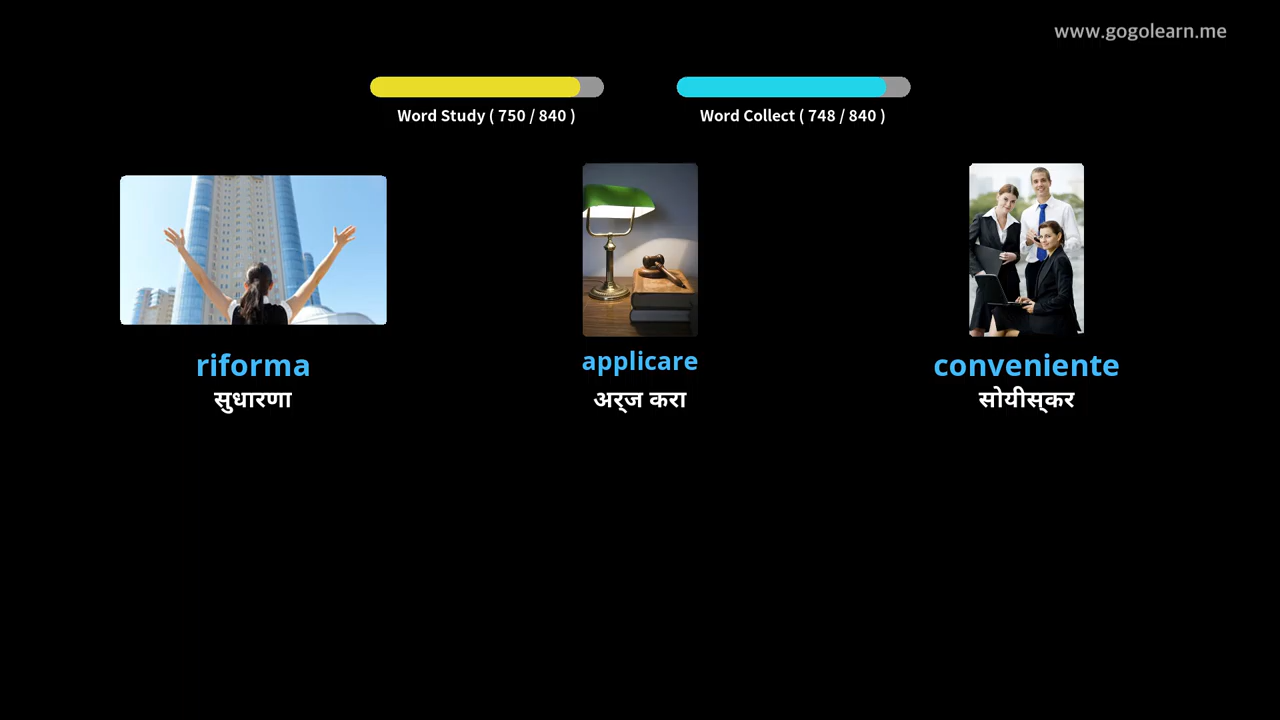 www.gogolearn.me
Word Study ( 750 / 840 )
Word Collect ( 748 / 840 )
riforma
सुधारणा
applicare
अर्‍ज करा
conveniente
सोयीस्कर